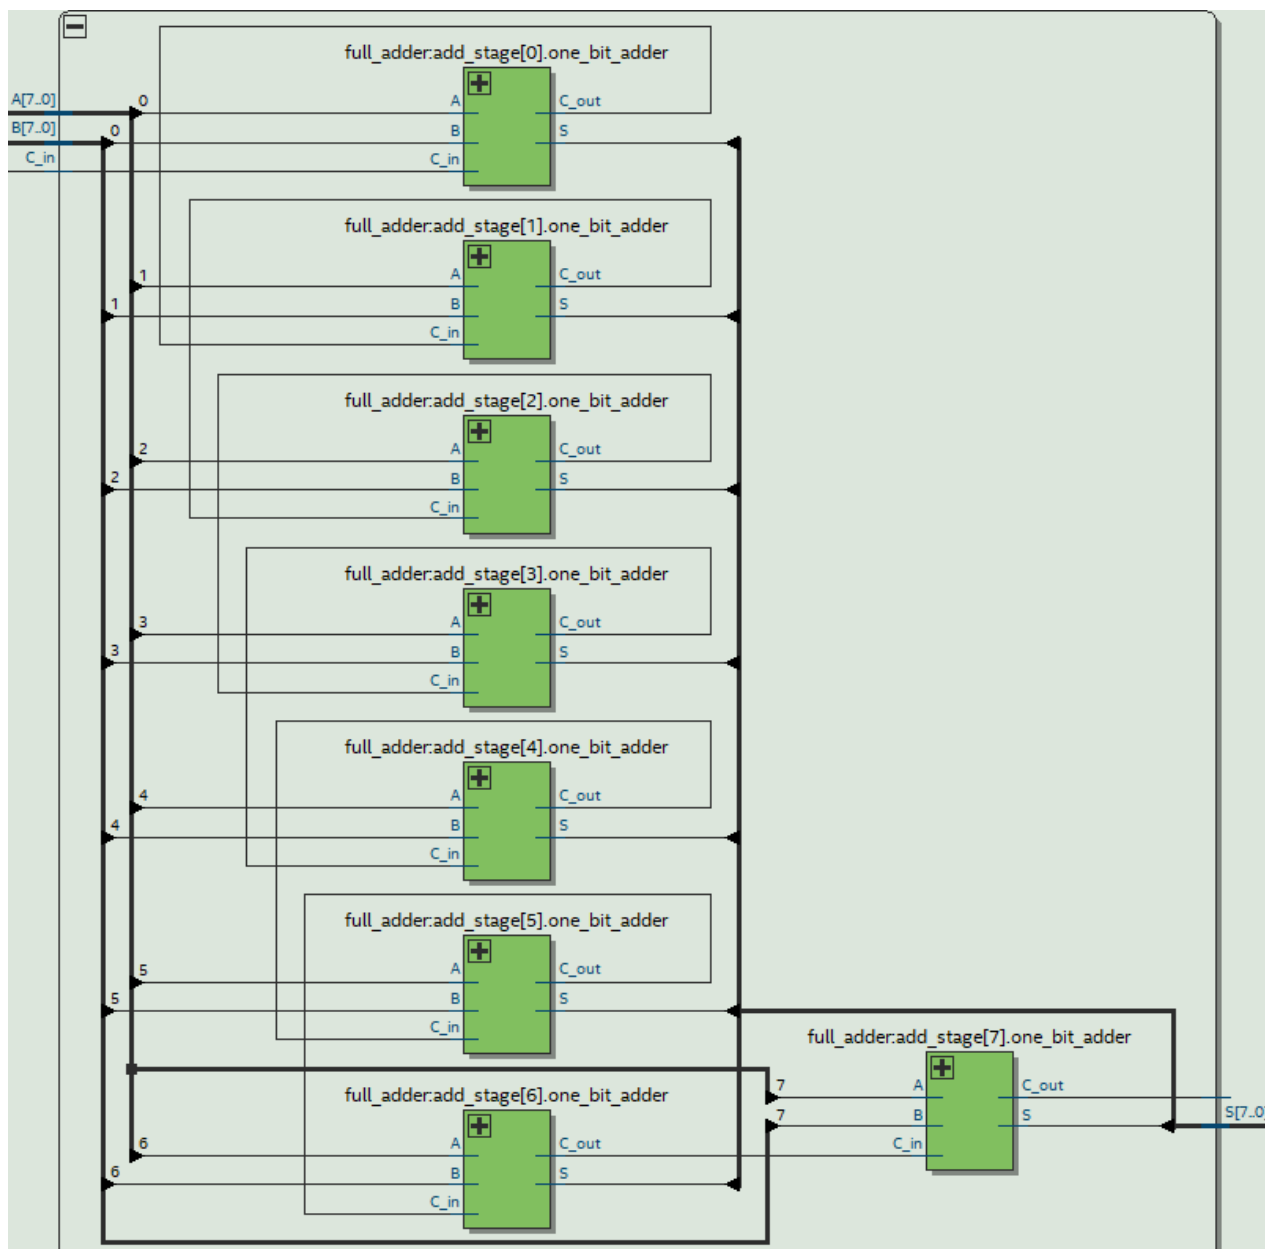 full_adder:add_stage[0].one_bit_adder
A[7..0]
0
A
C_out
B[7..0]
0
B
S
C_in
C_in
full_adder:add_stage[1].one_bit_adder
1
A
C_out
1
B
S
C_in
full_adder:add_stage[2].one_bit_adder
2
A
C_out
2
B
S
C_in
full_adder:add_stage[3].one_bit_adder
3
A
C_out
3
B
S
C_in
full_adder:add_stage[4].one_bit_adder
4
A
C_out
4
B
S
C_in
full_adder:add_stage[5].one_bit_adder
5
A
C_out
5
B
S
C_in
full_adder:add_stage[7].one_bit_adder
7
A
C_out
7
B
S
S[7..0]
C_in
full_adder:add_stage[6].one_bit_adder
6
A
C_out
6
B
S
C_in